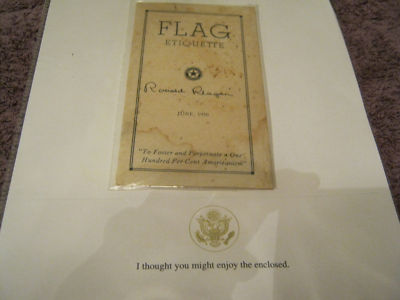 FLAG
ETIQUETTE
Ronald Reagan
JUNE,
"To Foster and Perpetuate a One
Hundred Per Cent Americanism"
I thought you might enjoy the enclosed.